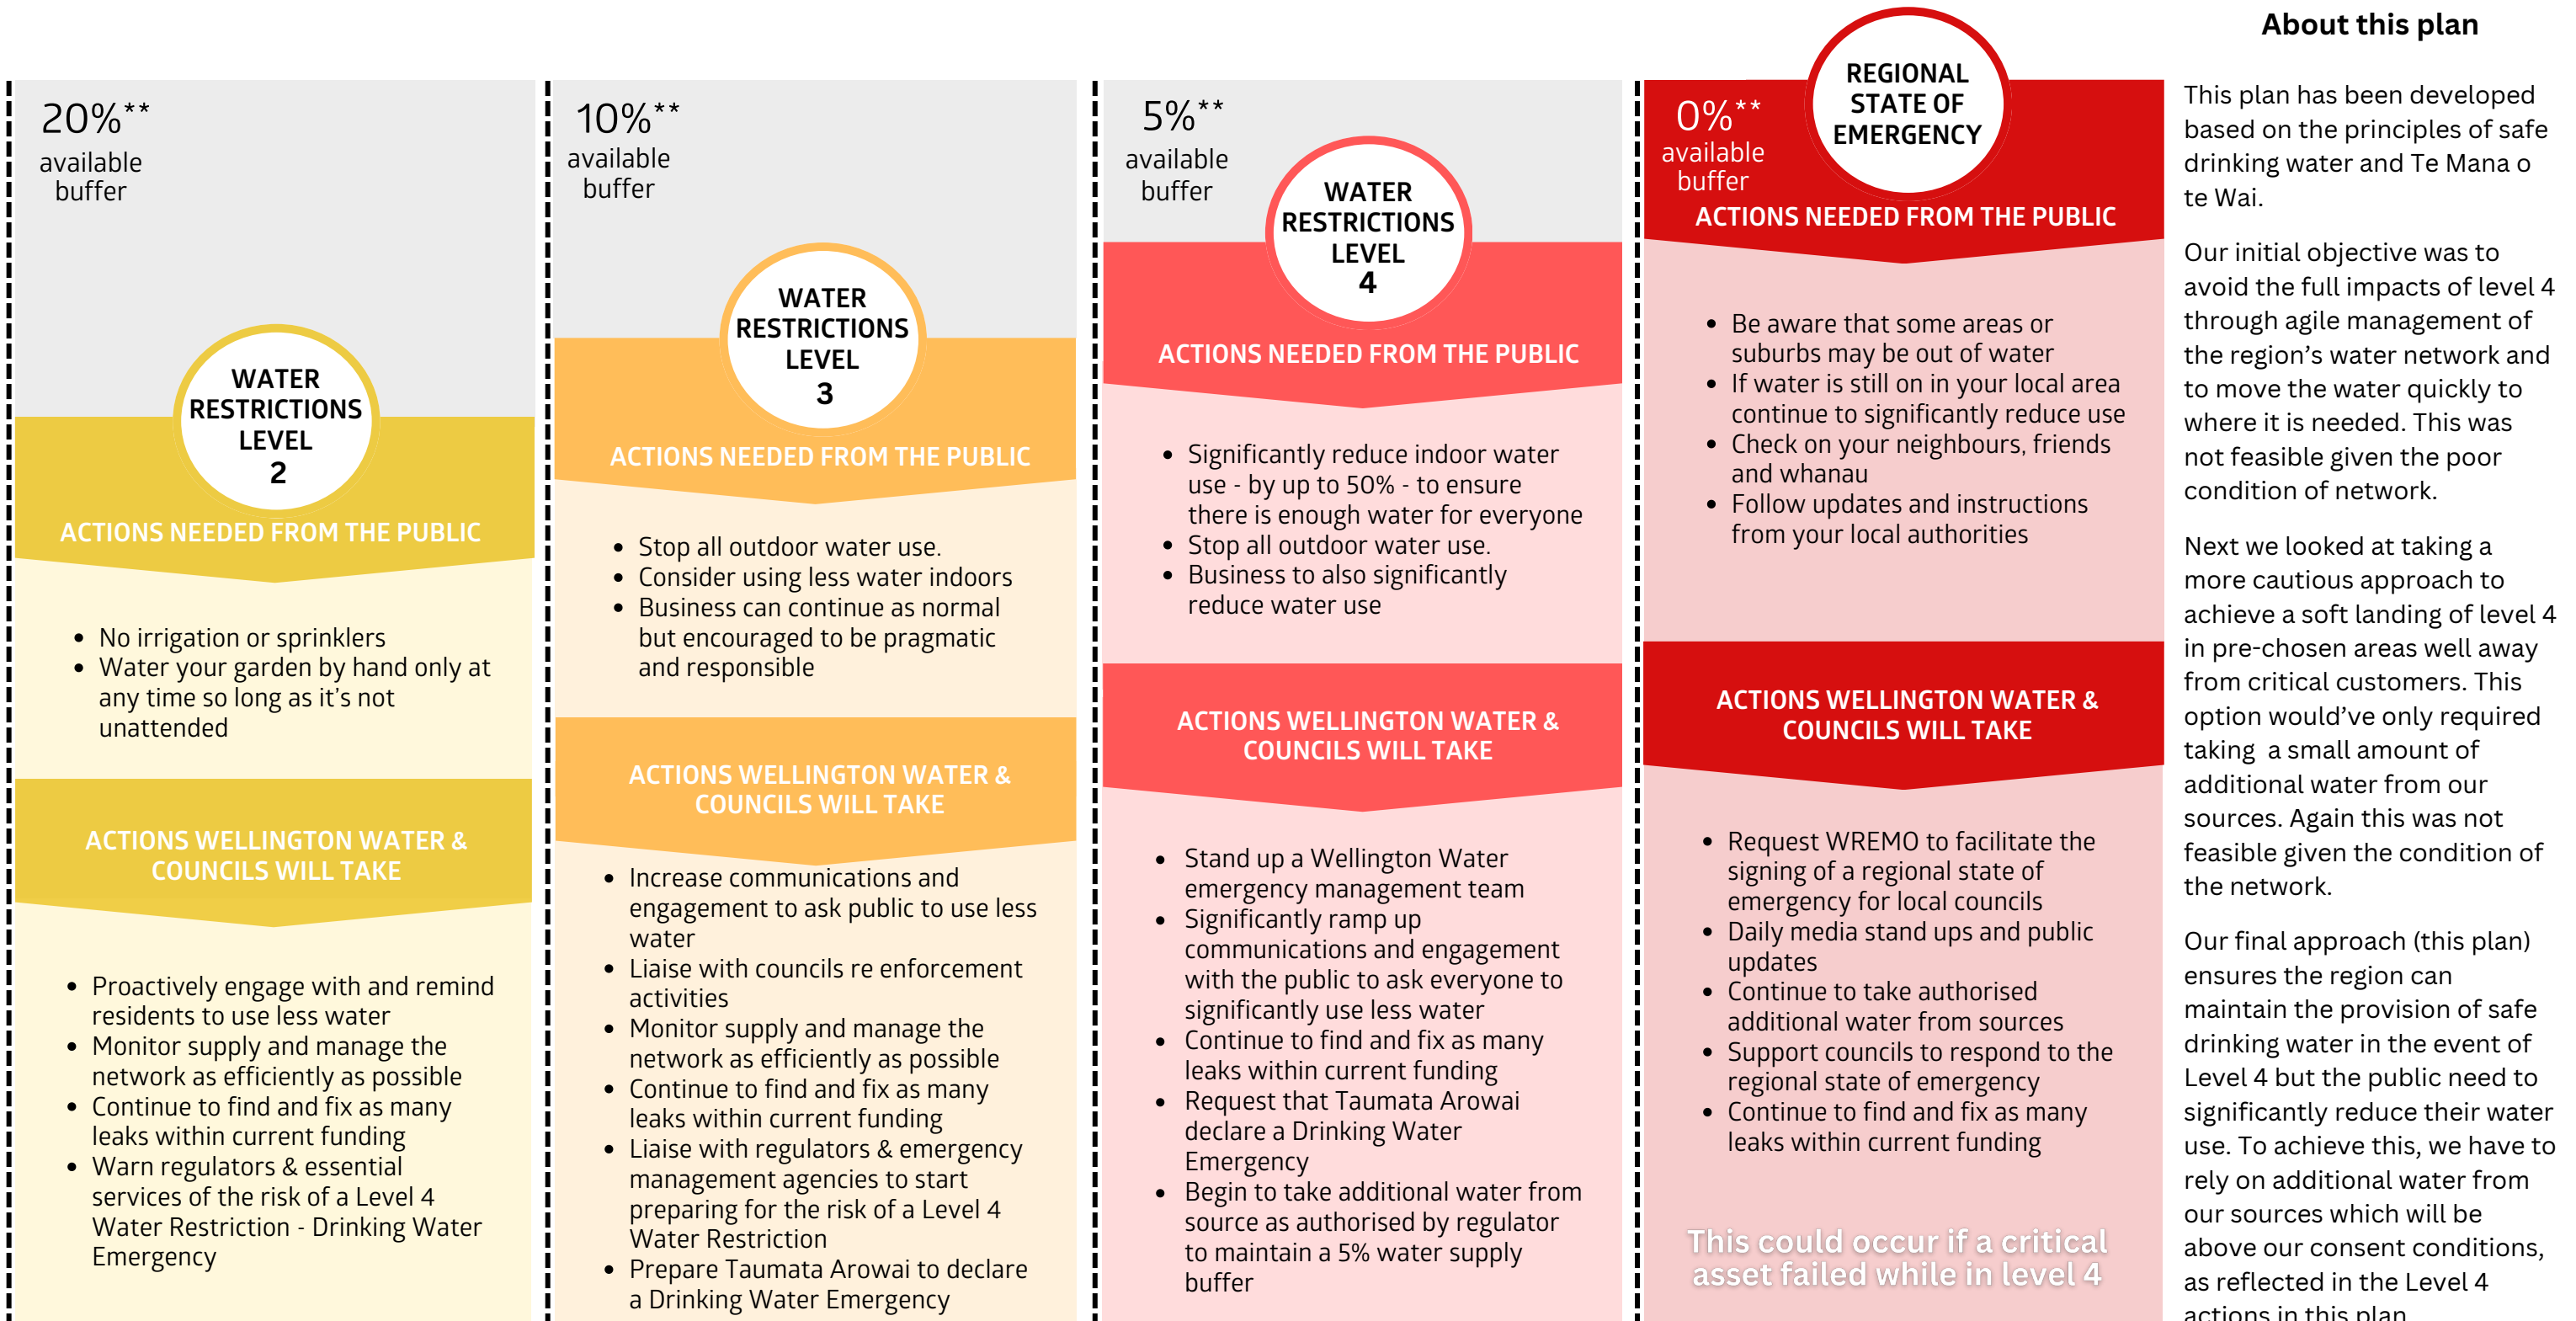 20%**
available
buffer
WATER
RESTRICTIONS
LEVEL
2
ACTIONS NEEDED FROM THE PUBLIC
• No irrigation or sprinklers
• Water your garden by hand only at
any time so long as it's not
unattended
ACTIONS WELLINGTON WATER &
COUNCILS WILL TAKE
• Proactively engage with and remind
residents to use less water
• Monitor supply and manage the
network as efficiently as possible
• Continue to find and fix as many
leaks within current funding
• Warn regulators & essential
services of the risk of a Level 4
Water Restriction - Drinking Water
Emergency
10%**
available
buffer
WATER
RESTRICTIONS
LEVEL
3
ACTIONS NEEDED FROM THE PUBLIC
• Stop all outdoor water use.
• Consider using less water indoors
• Business can continue as normal
but encouraged to be pragmatic
and responsible
ACTIONS WELLINGTON WATER &
COUNCILS WILL TAKE
• Increase communications and
engagement to ask public to use less
water
• Liaise with councils re enforcement
activities
• Monitor supply and manage the
network as efficiently as possible
• Continue to find and fix as many
leaks within current funding
• Liaise with regulators & emergency
management agencies to start
preparing for the risk of a Level 4
Water Restriction
• Prepare Taumata Arowai to declare
a Drinking Water Emergency
5%**
available
buffer
WATER
RESTRICTIONS
LEVEL
4
ACTIONS NEEDED FROM THE PUBLIC
• Significantly reduce indoor water
use - by up to 50% - to ensure
there is enough water for everyone
• Stop all outdoor water use.
• Business to also significantly
reduce water use
ACTIONS WELLINGTON WATER &
COUNCILS WILL TAKE
• Stand up a Wellington Water
emergency management team
• Significantly ramp up
communications and engagement
with the public to ask everyone to
significantly use less water
• Continue to find and fix as many
leaks within current funding
• Request that Taumata Arowai
declare a Drinking Water
Emergency
• Begin to take additional water from
source as authorised by regulator
to maintain a 5% water supply
buffer
0%**
available
buffer
REGIONAL
STATE OF
EMERGENCY
ACTIONS NEEDED FROM THE PUBLIC
• Be aware that some areas or
suburbs may be out of water
• If water is still on in your local area
continue to significantly reduce use
• Check on your neighbours, friends
and whanau
• Follow updates and instructions
from your local authorities
ACTIONS WELLINGTON WATER &
COUNCILS WILL TAKE
• Request WREMO to facilitate the
signing of a regional state of
emergency for local councils
• Daily media stand ups and public
updates
• Continue to take authorised
additional water from sources
• Support councils to respond to the
regional state of emergency
• Continue to find and fix as many
leaks within current funding
This could occur if a critical
asset failed while in level 4
About this plan
This plan has been developed
based on the principles of safe
drinking water and Te Mana o
te Wai.
Our initial objective was to
avoid the full impacts of level 4
through agile management of
the region's water network and
to move the water quickly to
where it is needed. This was
not feasible given the poor
condition of network.
Next we looked at taking a
more cautious approach to
achieve a soft landing of level 4
in pre-chosen areas well away
from critical customers. This
option would've only required
taking a small amount of
additional water from our
sources. Again this was not
feasible given the condition of
the network.
Our final approach (this plan)
ensures the region can
maintain the provision of safe
drinking water in the event of
Level 4 but the public need to
significantly reduce their water
use. To achieve this, we have to
rely on additional water from
our sources which will be
above our consent conditions,
as reflected in the Level 4
actions in this plan